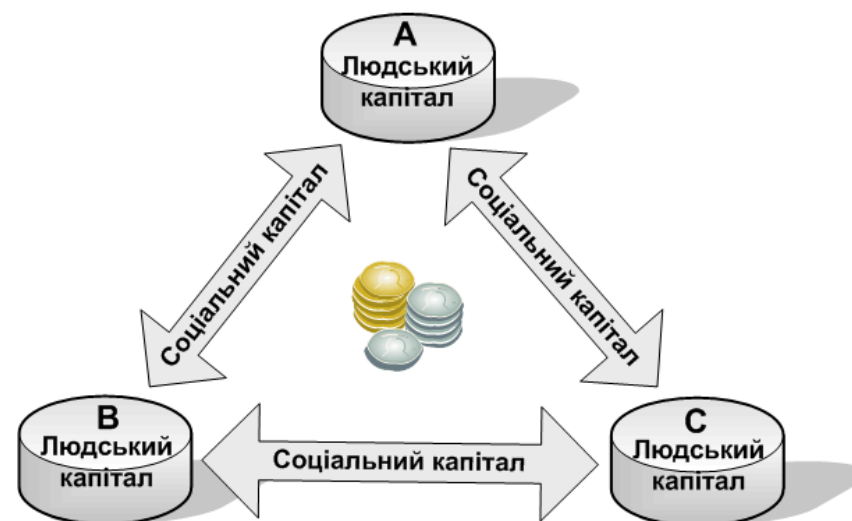 A
Людський
капітал
Соціальний капітал
Соціальний капітал
B
Людський
капітал
Соціальний капітал
C
Людський
капітал